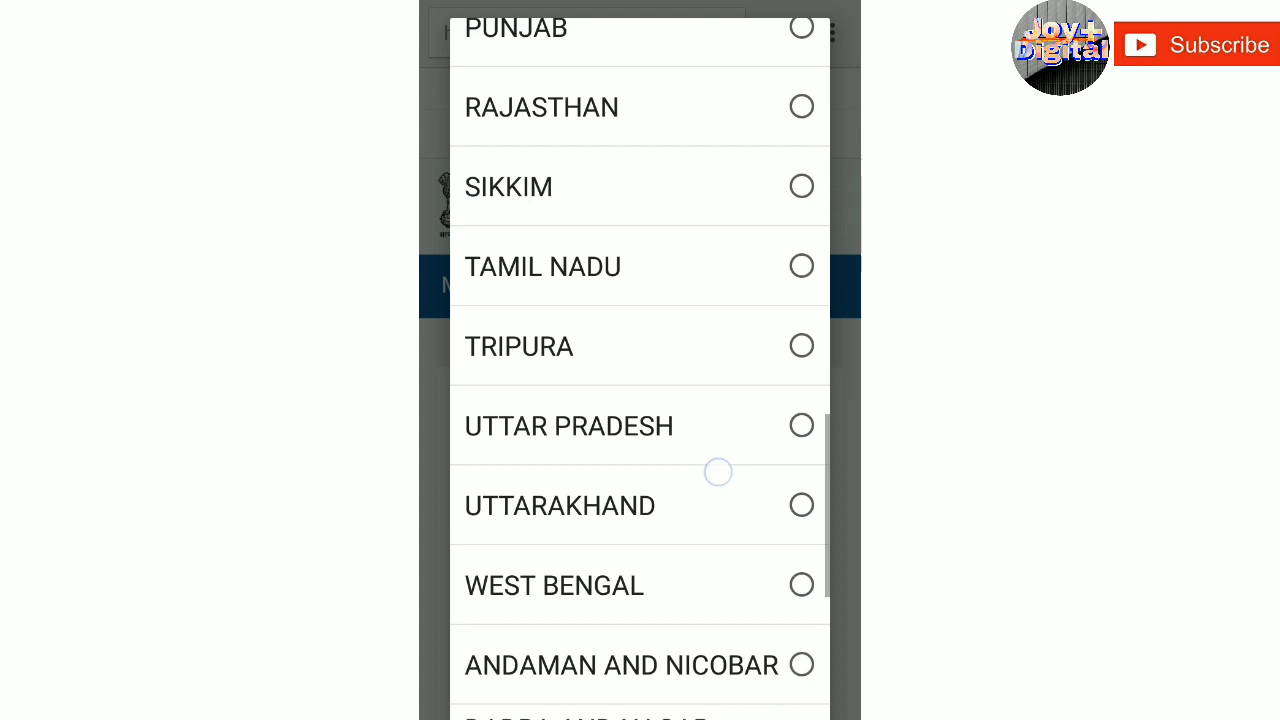 PUNJAB
RAJASTHAN
SIKKIM
TAMIL NADU
TRIPURA
UTTAR PRADESH
UTTARAKHAND
WEST BENGAL
ANDAMAN AND NICOBAR
Joy+
Digital
Subscribe